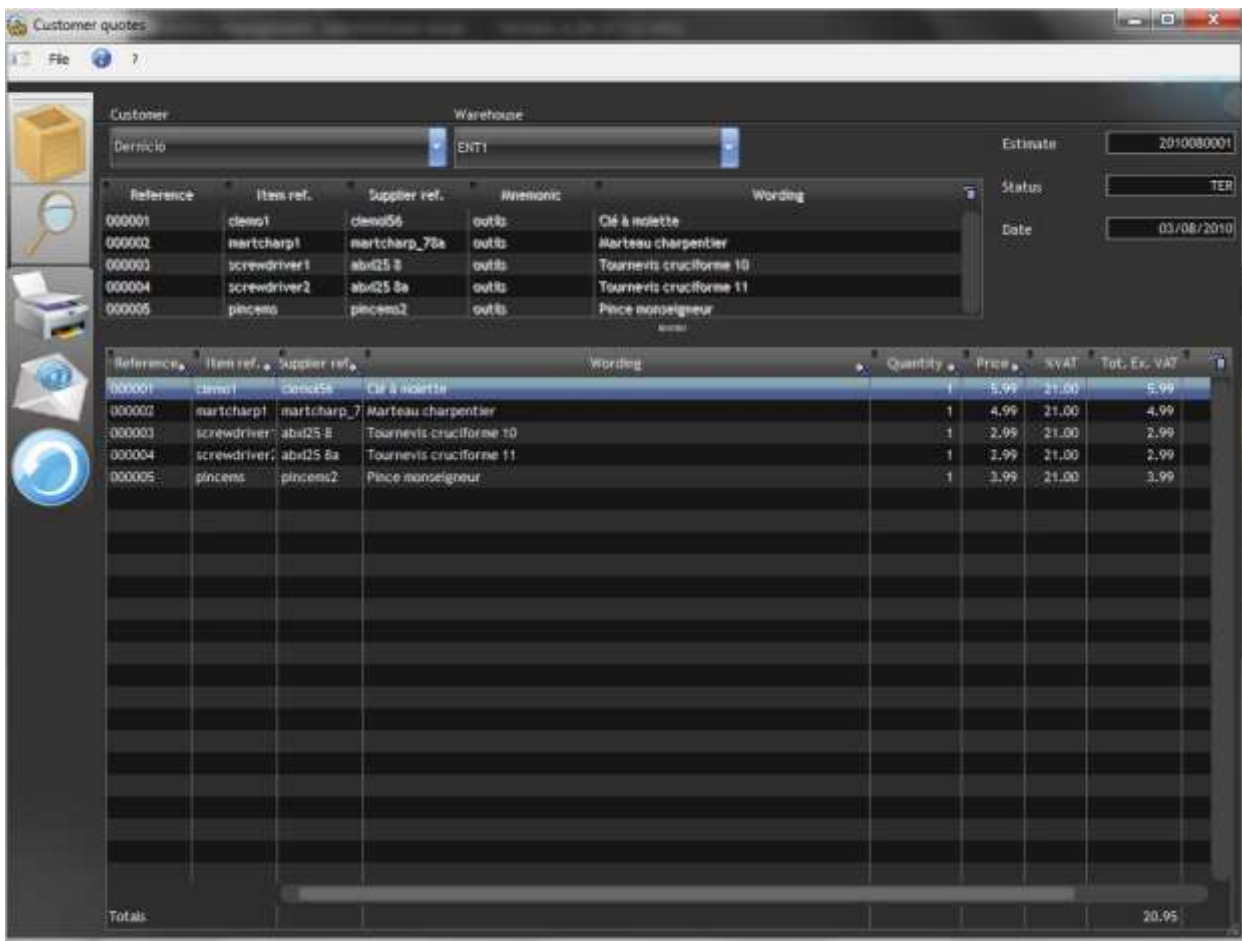 Customer quotes
File ?
Customer Warehouse
Dernicio ENT1 Estimate 2010080001
Reference Item ref. Supplier ref. Mnemonic Wording Status TER
000001 clemo1 clemol56 outils Clé à molette
000002 martcharp1 martcharp_78a outils Marteau charpentier Date 03/08/2010
000003 screwdriver1 abxl25 8 outils Tournevis cruciforme 10
000004 screwdriver2 abxl25 8a outils Tournevis cruciforme 11
000005 pincems pincems2 outils Pince monseigneur
Reference Item ref. Supplier ref. Wording Quantity Price %VAT Tot. Ex. VAT
000001 clemo1 clemol56 Clé à molette 1 5.99 21.00 5.99
000002 martcharp1 martcharp_7 Marteau charpentier 1 4.99 21.00 4.99
000003 screwdriver abxl25 8 Tournevis cruciforme 10 1 2.99 21.00 2.99
000004 screwdriver abxl25 8a Tournevis cruciforme 11 1 2.99 21.00 2.99
000005 pincems pincems2 Pince monseigneur 1 3.99 21.00 3.99
Totals 20.95